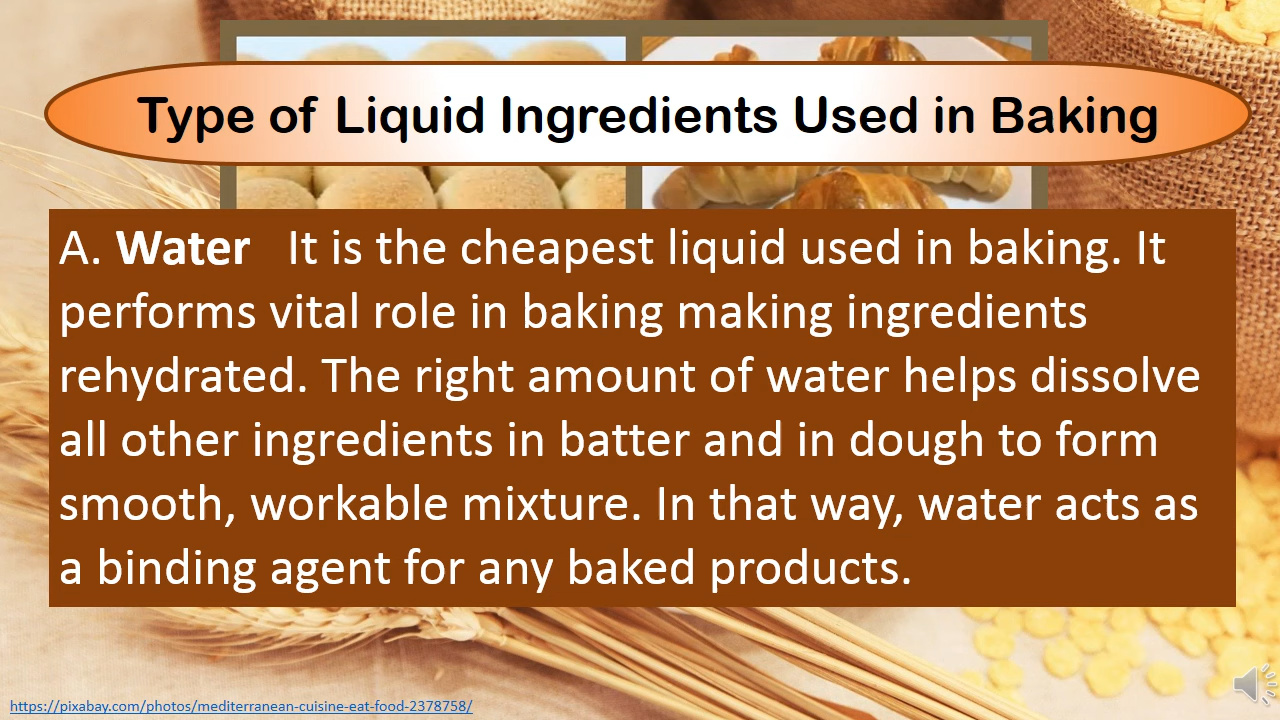 Type of Liquid Ingredients Used in Baking
A. Water It is the cheapest liquid used in baking. It
performs vital role in baking making ingredients
rehydrated. The right amount of water helps dissolve
all other ingredients in batter and in dough to form
smooth, workable mixture. In that way, water acts as
a binding agent for any baked products.
https://pixabay.com/photos/mediterranean-cuisine-eat-food-2378758/